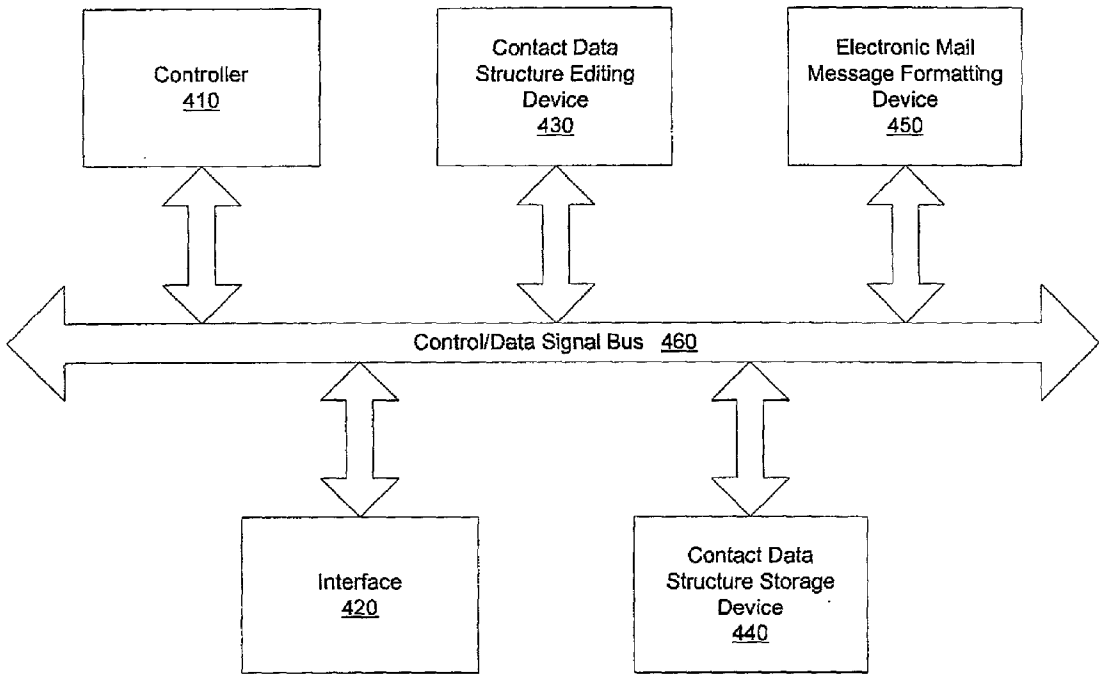 Controller
410
Contact Data
Structure Editing
Device
430
Electronic Mail
Message Formatting
Device
450
Control/Data Signal Bus 460
Interface
420
Contact Data
Structure Storage
Device
440